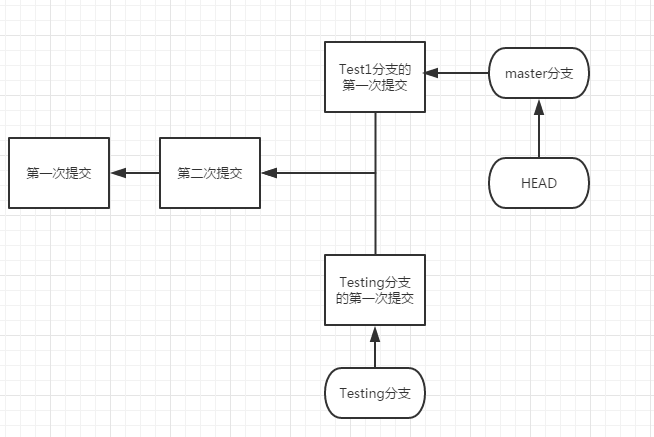 Test1分支的
第一次提交
master分支
第一次提交
第二次提交
HEAD
Testing分支
的第一次提交
Testing分支